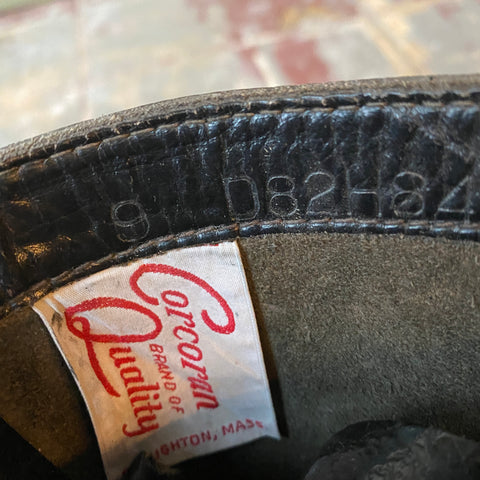 9 D82H84
Corcoran
BRAND OF
Quality
IGHTON, MASS.